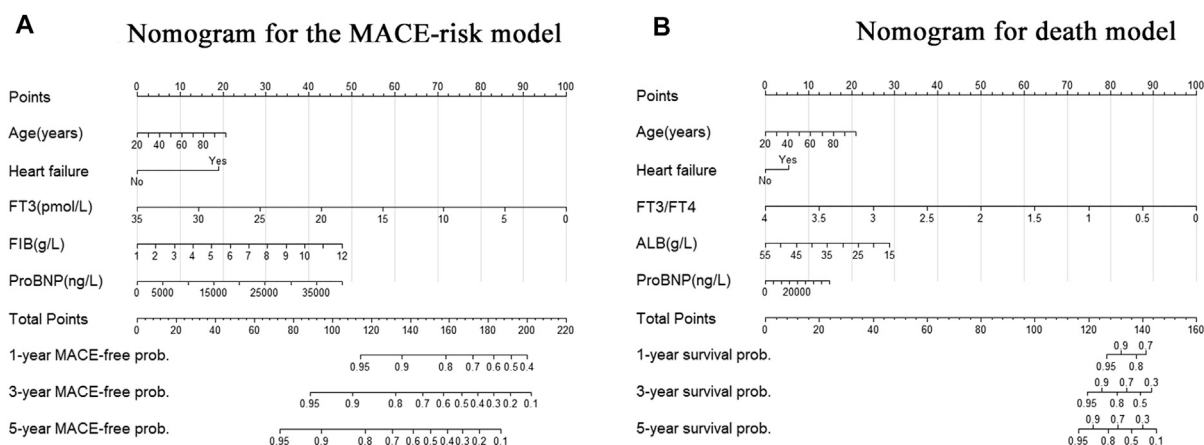 A
Nomogram for the MACE-risk model
Points
0 10 20 30 40 50 60 70 80 90 100
Age(years)
20 40 60 80
Heart failure
Yes
No
FT3(pmol/L)
35 30 25 20 15 10 5 0
FIB(g/L)
1 2 3 4 5 6 7 8 9 10 12
ProBNP(ng/L)
0 5000 15000 25000 35000
Total Points
0 20 40 60 80 100 120 140 160 180 200 220
1-year MACE-free prob.
0.95 0.9 0.8 0.7 0.6 0.5 0.4
3-year MACE-free prob.
0.95 0.9 0.8 0.7 0.6 0.5 0.4 0.3 0.2 0.1
5-year MACE-free prob.
0.95 0.9 0.8 0.7 0.6 0.5 0.4 0.3 0.2 0.1
B
Nomogram for death model
Points
0 10 20 30 40 50 60 70 80 90 100
Age(years)
20 40 60 80
Heart failure
Yes
No
FT3/FT4
4 3.5 3 2.5 2 1.5 1 0.5 0
ALB(g/L)
55 45 35 25 15
ProBNP(ng/L)
0 20000
Total Points
0 20 40 60 80 100 120 140 160
1-year survival prob.
0.9 0.7
0.95 0.8
3-year survival prob.
0.9 0.7 0.3
0.95 0.8 0.5
5-year survival prob.
0.9 0.7 0.3
0.95 0.8 0.5 0.1